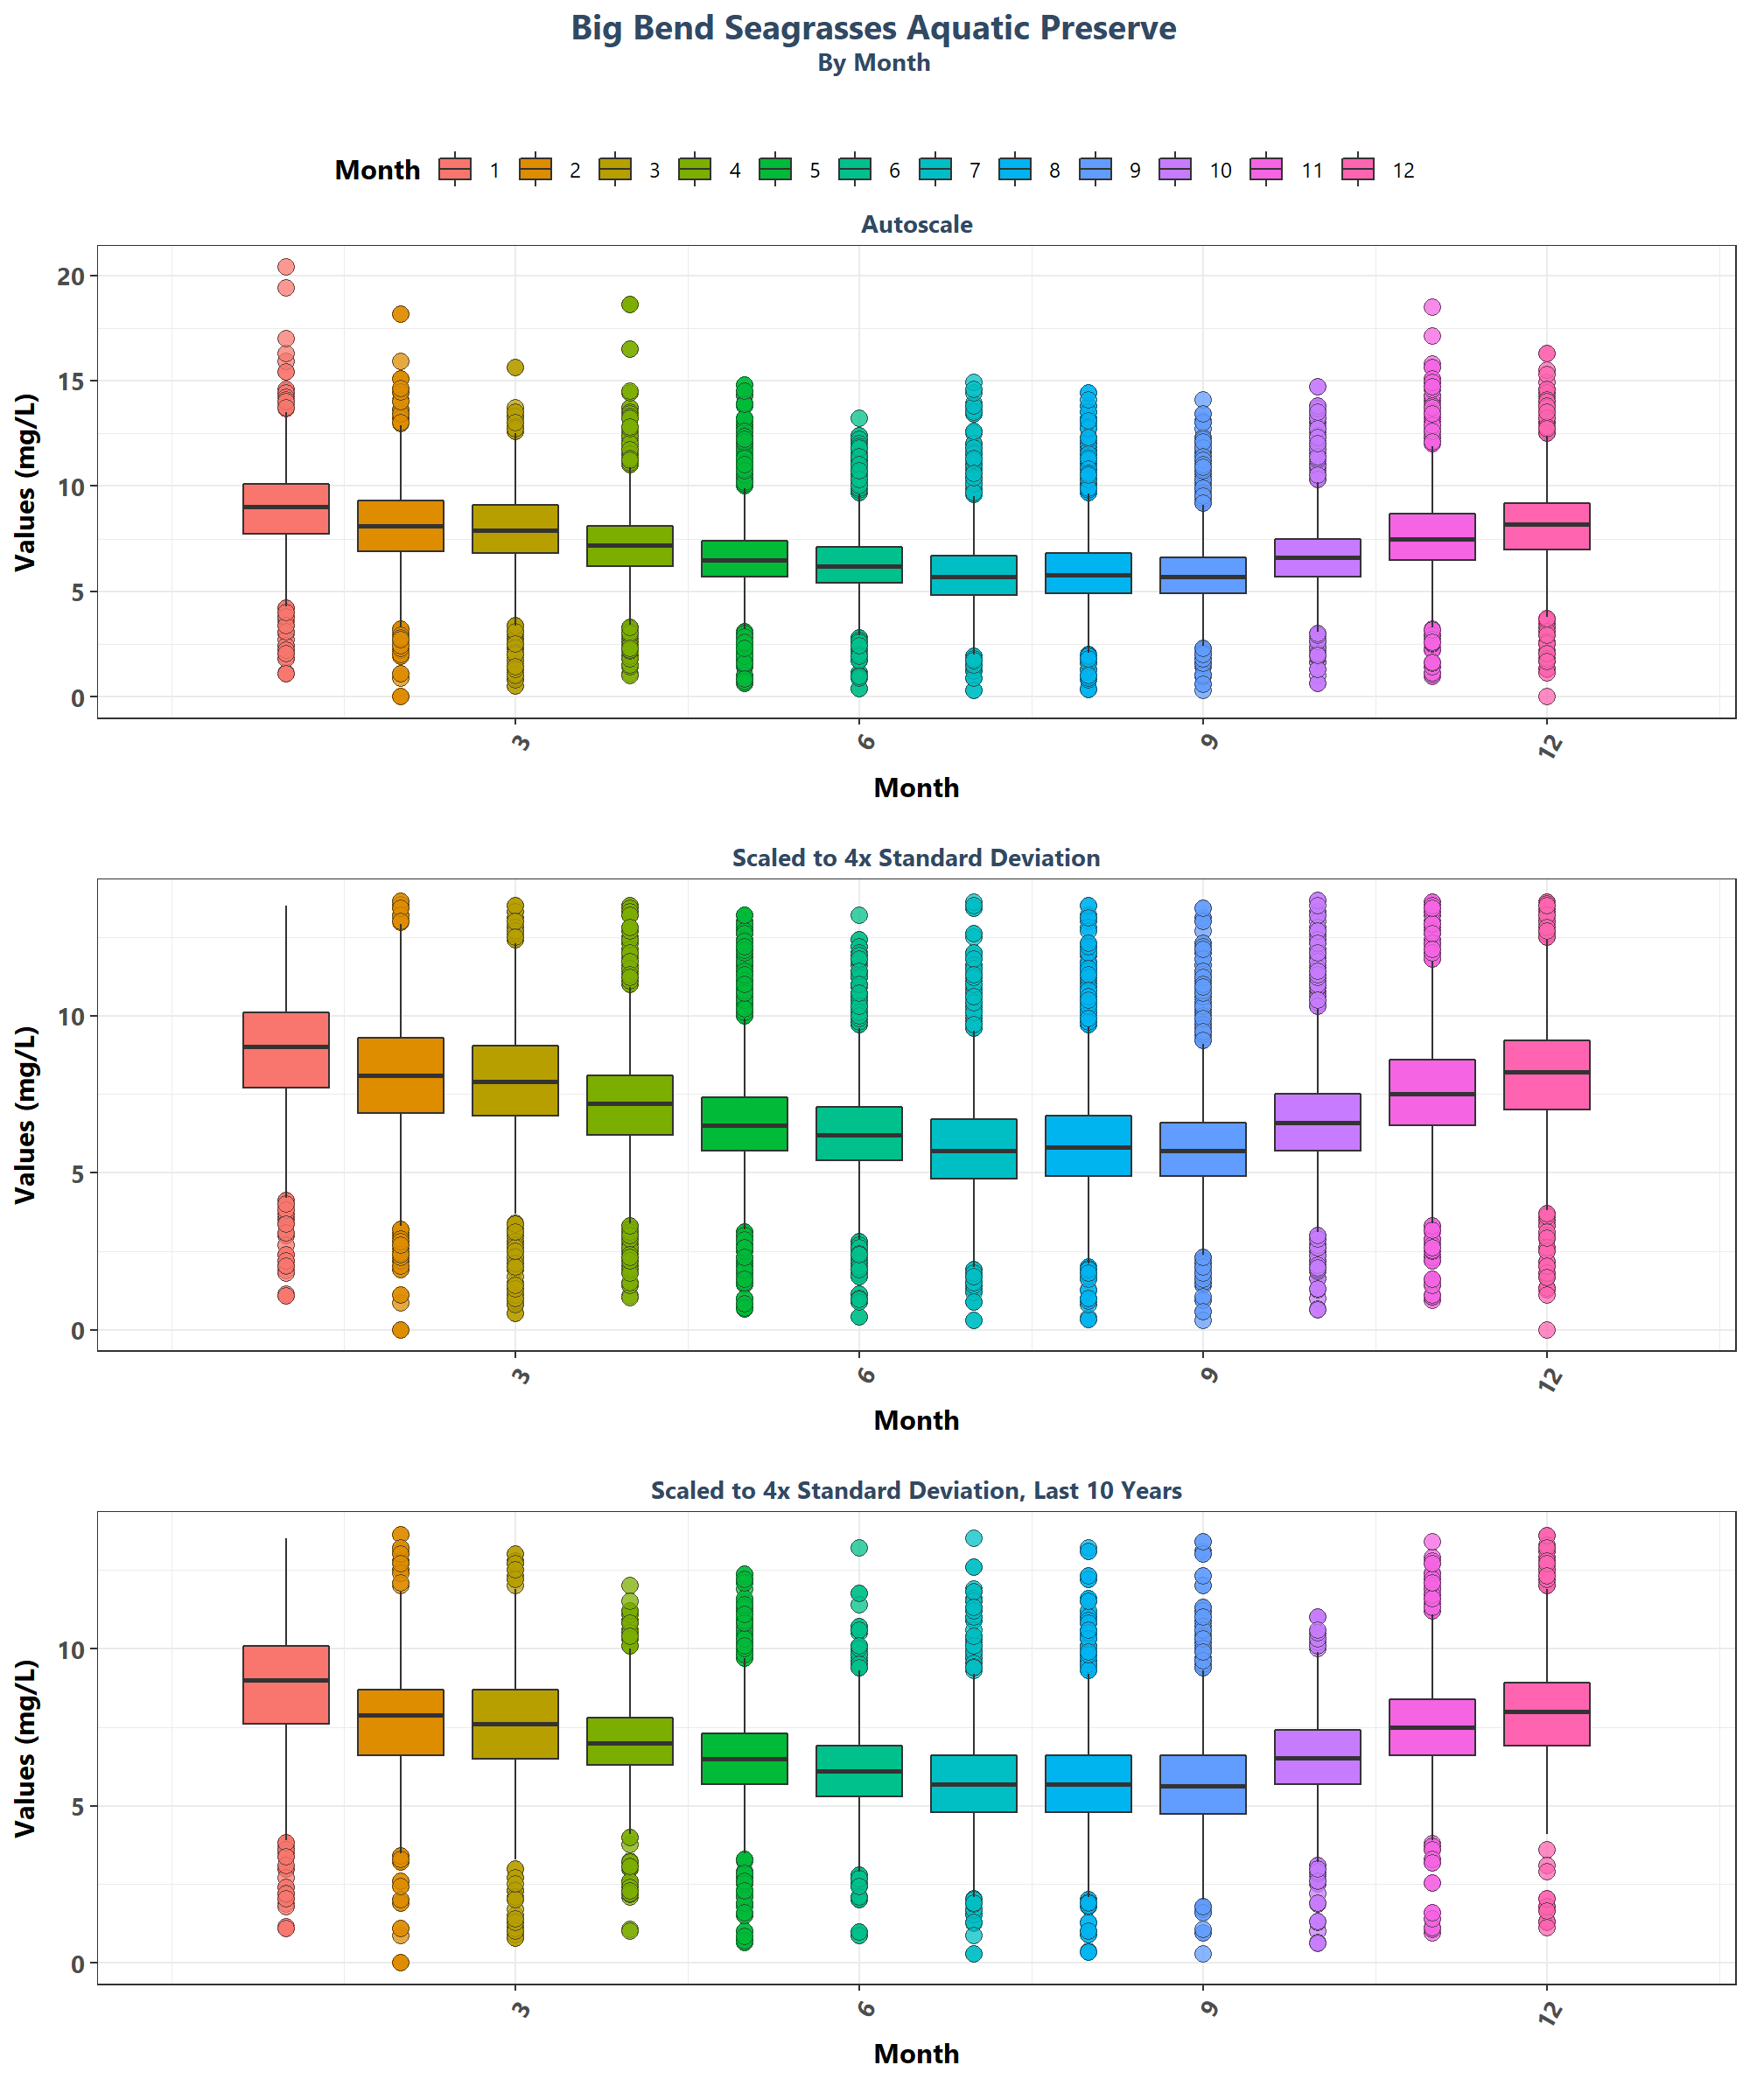 Big Bend Seagrasses Aquatic Preserve
By Month
Month 1 2 3 4 5 6 7 8 9 10 11 12
Autoscale
Values (mg/L)
20
15
10
5
0
3 6 9 12
Month
Scaled to 4x Standard Deviation
Values (mg/L)
10
5
0
3 6 9 12
Month
Scaled to 4x Standard Deviation, Last 10 Years
Values (mg/L)
10
5
0
3 6 9 12
Month